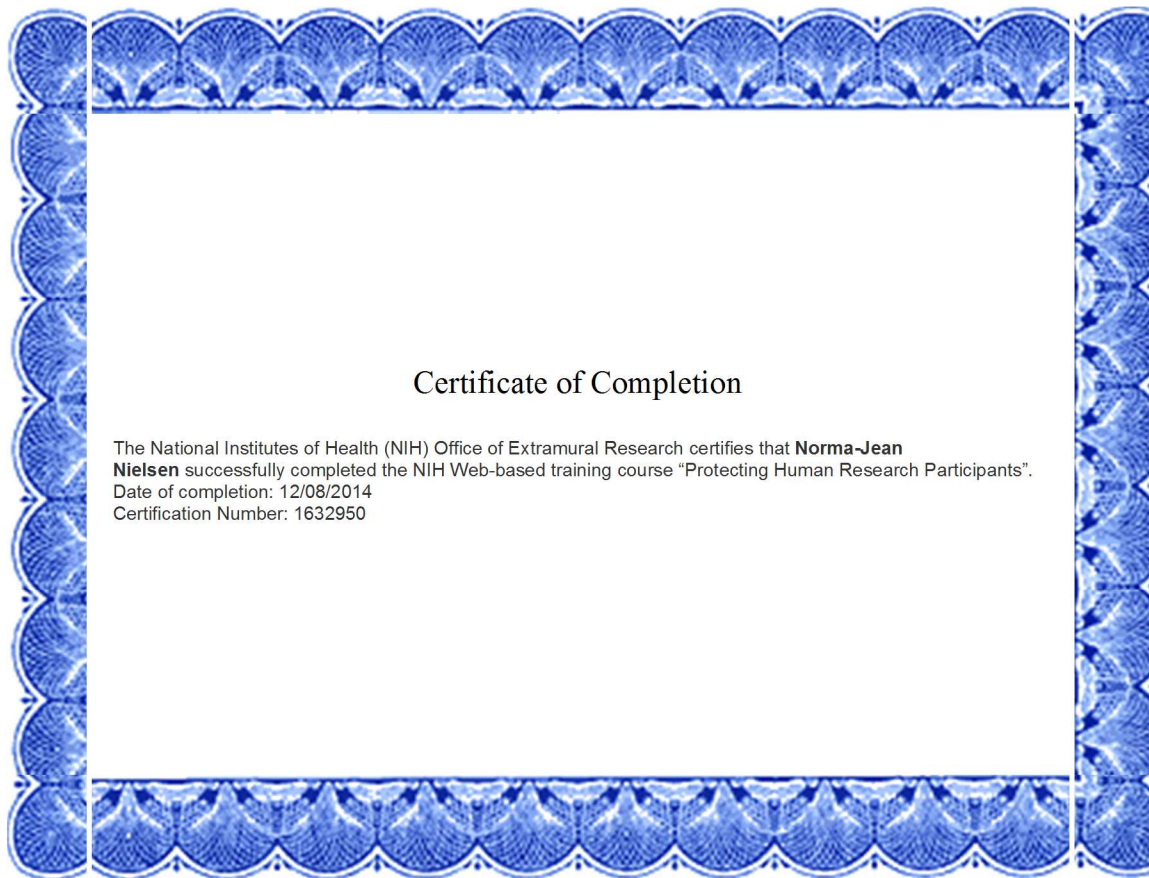 Certificate of Completion
The National Institutes of Health (NIH) Office of Extramural Research certifies that Norma-Jean
Nielsen successfully completed the NIH Web-based training course “Protecting Human Research Participants”.
Date of completion: 12/08/2014
Certification Number: 1632950